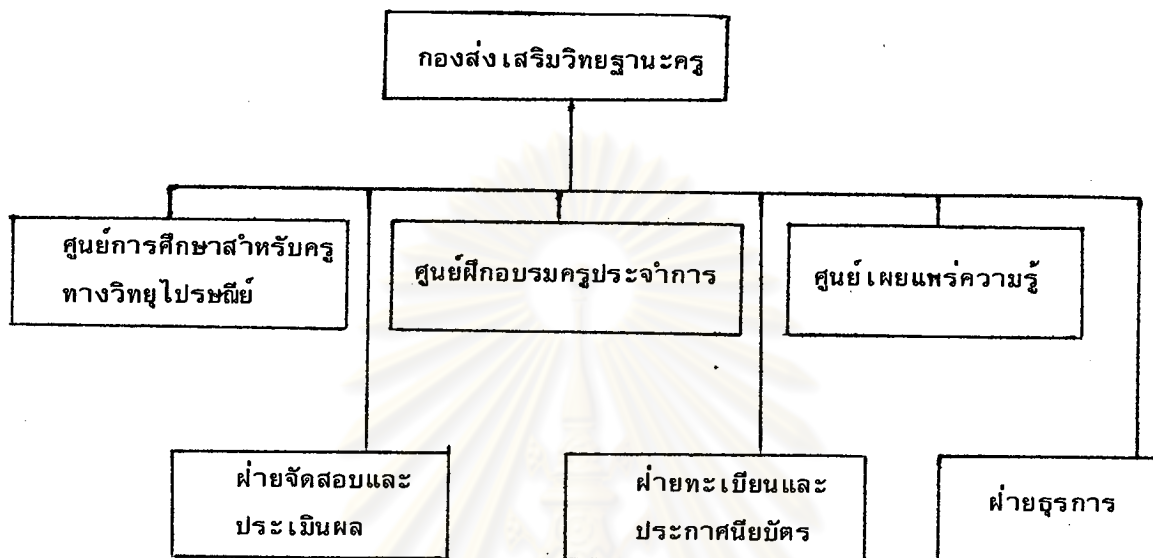 กองส่งเสริมวิทยฐานะครู
ศูนย์การศึกษาสำหรับครู
ทางวิทยุไปรษณีย์
ศูนย์ฝึกอบรมครูประจำการ
ศูนย์เผยแพร่ความรู้
ฝ่ายจัดสอบและ
ประเมินผล
ฝ่ายทะเบียนและ
ประกาศนียบัตร
ฝ่ายธุรการ